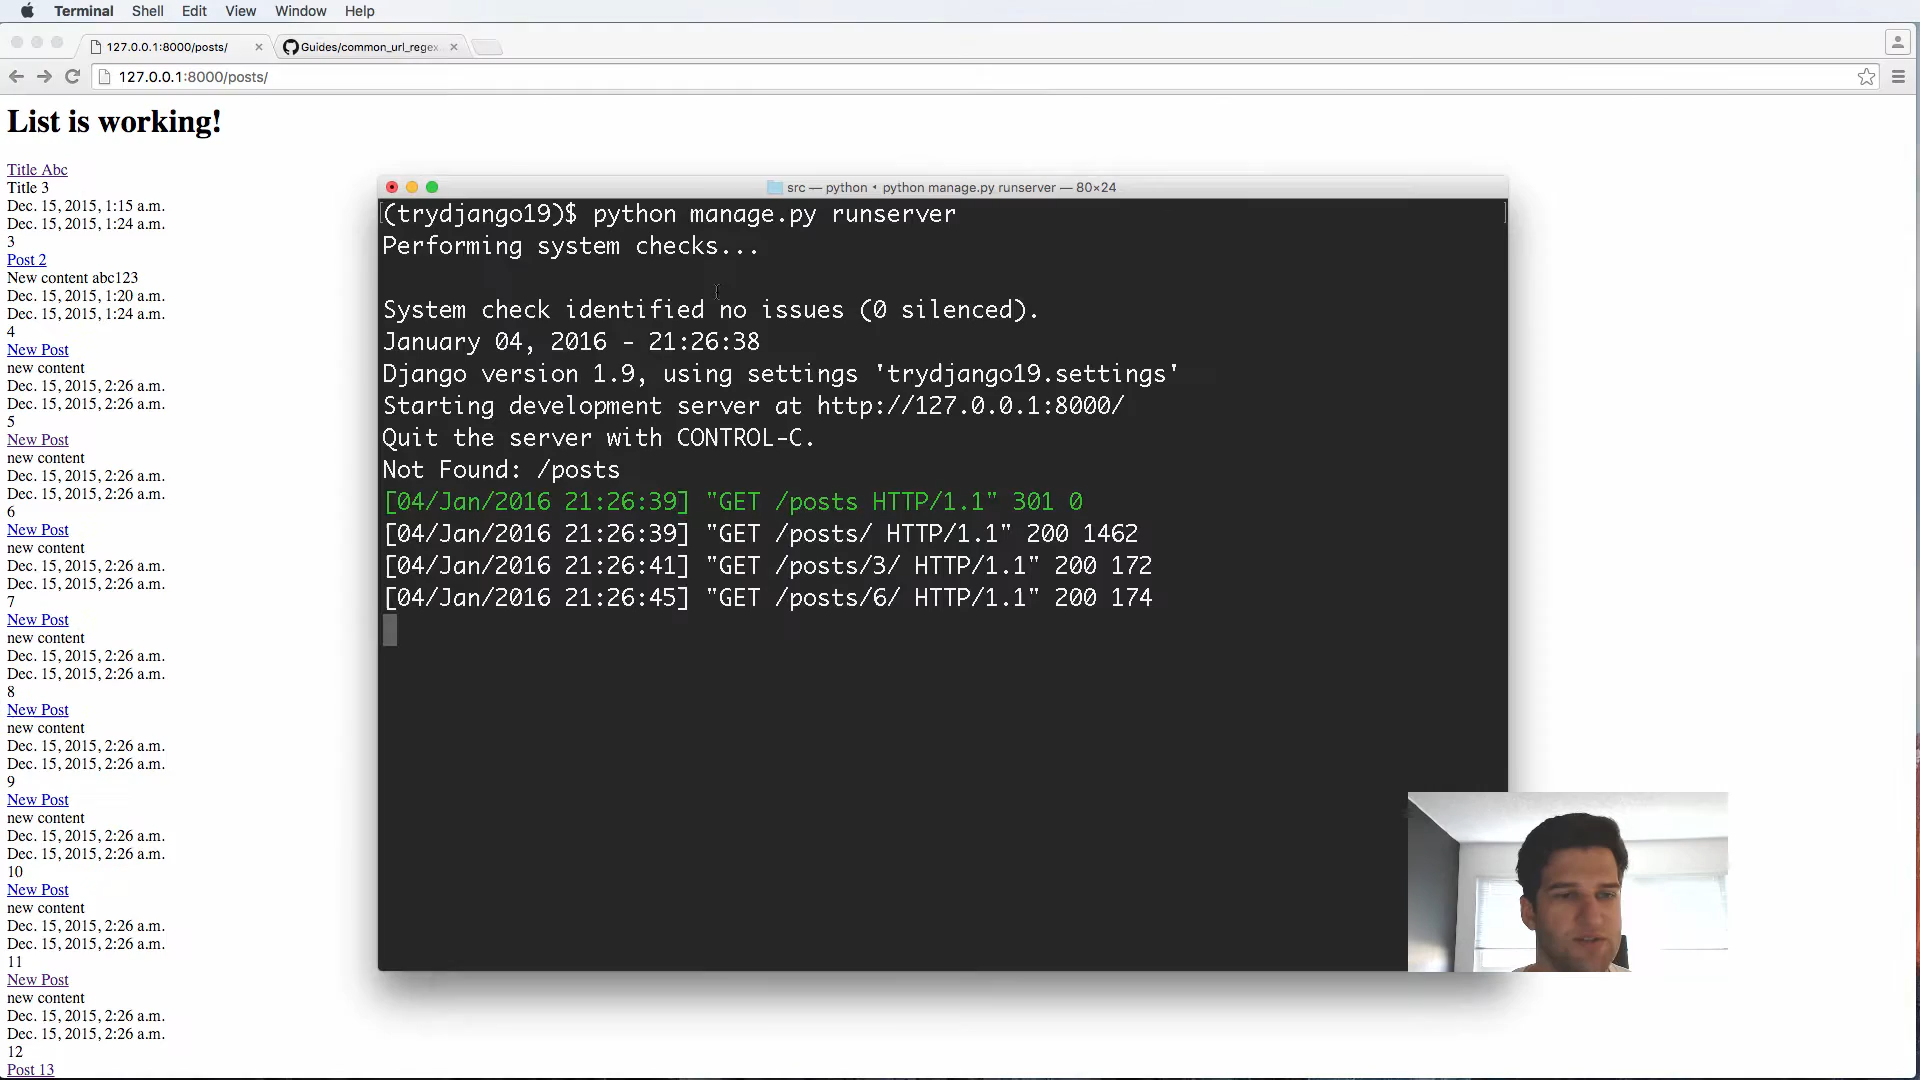 Terminal Shell Edit View Window Help
127.0.0.1:8000/posts/
Guides/common_url_regex
127.0.0.1:8000/posts/
List is working!
Title Abc
Title 3
Dec. 15, 2015, 1:15 a.m.
Dec. 15, 2015, 1:24 a.m.
3
Post 2
New content abc123
Dec. 15, 2015, 1:20 a.m.
Dec. 15, 2015, 1:24 a.m.
4
New Post
new content
Dec. 15, 2015, 2:26 a.m.
Dec. 15, 2015, 2:26 a.m.
5
New Post
new content
Dec. 15, 2015, 2:26 a.m.
Dec. 15, 2015, 2:26 a.m.
6
New Post
new content
Dec. 15, 2015, 2:26 a.m.
Dec. 15, 2015, 2:26 a.m.
7
New Post
new content
Dec. 15, 2015, 2:26 a.m.
Dec. 15, 2015, 2:26 a.m.
8
New Post
new content
Dec. 15, 2015, 2:26 a.m.
Dec. 15, 2015, 2:26 a.m.
9
New Post
new content
Dec. 15, 2015, 2:26 a.m.
Dec. 15, 2015, 2:26 a.m.
10
New Post
new content
Dec. 15, 2015, 2:26 a.m.
Dec. 15, 2015, 2:26 a.m.
11
New Post
new content
Dec. 15, 2015, 2:26 a.m.
Dec. 15, 2015, 2:26 a.m.
12
Post 13
src — python • python manage.py runserver — 80×24
(trydjango19)$ python manage.py runserver
Performing system checks...
System check identified no issues (0 silenced).
January 04, 2016 - 21:26:38
Django version 1.9, using settings 'trydjango19.settings'
Starting development server at http://127.0.0.1:8000/
Quit the server with CONTROL-C.
Not Found: /posts
[04/Jan/2016 21:26:39] "GET /posts HTTP/1.1" 301 0
[04/Jan/2016 21:26:39] "GET /posts/ HTTP/1.1" 200 1462
[04/Jan/2016 21:26:41] "GET /posts/3/ HTTP/1.1" 200 172
[04/Jan/2016 21:26:45] "GET /posts/6/ HTTP/1.1" 200 174